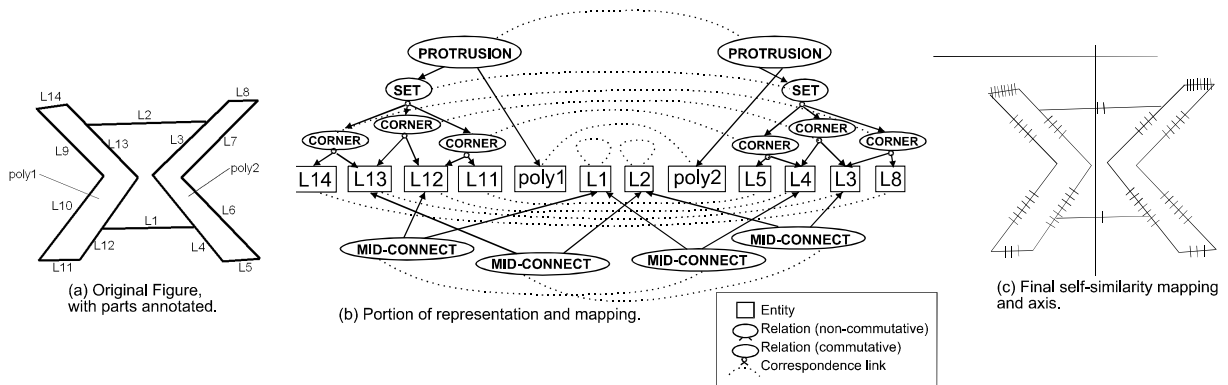 L14
L2
L8
L9
L13
L3
L7
poly1
poly2
L10
L1
L6
L12
L4
L11
L5
(a) Original Figure,
with parts annotated.
PROTRUSION PROTRUSION
SET SET
CORNER CORNER CORNER CORNER CORNER CORNER
L14 L13 L12 L11 poly1 L1 L2 poly2 L5 L4 L3 L8
MID-CONNECT MID-CONNECT MID-CONNECT MID-CONNECT
(b) Portion of representation and mapping.
Entity
Relation (non-commutative)
Relation (commutative)
Correspondence link
(c) Final self-similarity mapping
and axis.